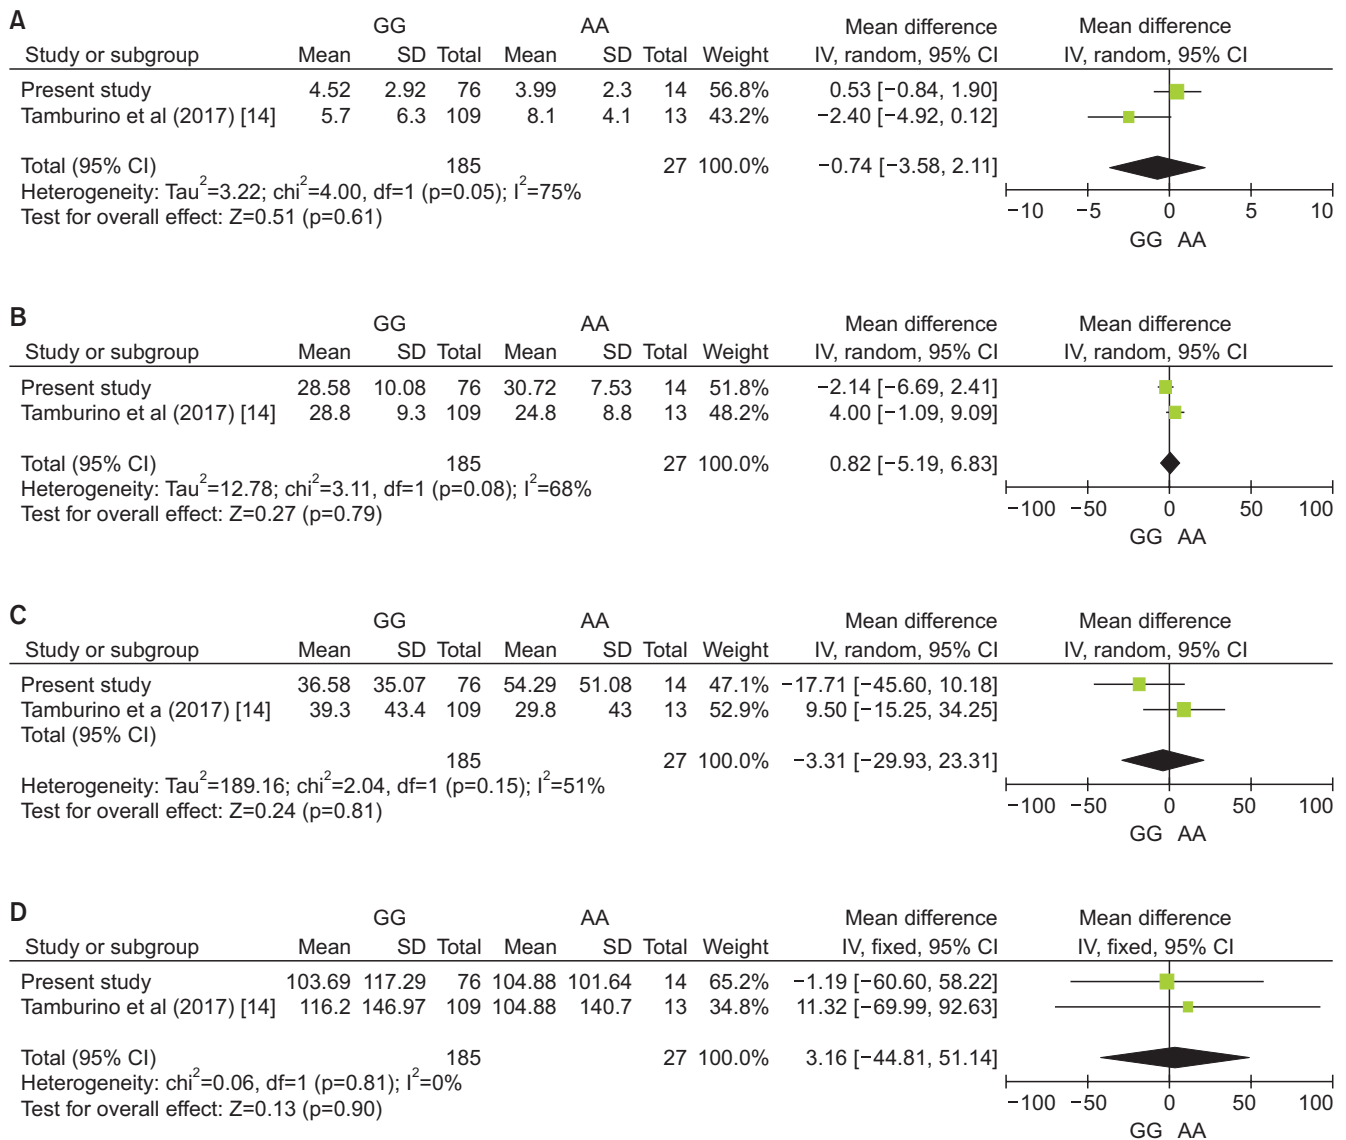 A
GG AA Mean difference Mean difference
Study or subgroup Mean SD Total Mean SD Total Weight IV, random, 95% CI IV, random, 95% CI
Present study 4.52 2.92 76 3.99 2.3 14 56.8% 0.53 [−0.84, 1.90]
Tamburino et al (2017) [14] 5.7 6.3 109 8.1 4.1 13 43.2% −2.40 [−4.92, 0.12]
Total (95% CI) 185 27 100.0% −0.74 [−3.58, 2.11]
Heterogeneity: Tau²=3.22; chi²=4.00, df=1 (p=0.05); I²=75%
Test for overall effect: Z=0.51 (p=0.61)
−10 −5 0 5 10
GG AA
B
GG AA Mean difference Mean difference
Study or subgroup Mean SD Total Mean SD Total Weight IV, random, 95% CI IV, random, 95% CI
Present study 28.58 10.08 76 30.72 7.53 14 51.8% −2.14 [−6.69, 2.41]
Tamburino et al (2017) [14] 28.8 9.3 109 24.8 8.8 13 48.2% 4.00 [−1.09, 9.09]
Total (95% CI) 185 27 100.0% 0.82 [−5.19, 6.83]
Heterogeneity: Tau²=12.78; chi²=3.11, df=1 (p=0.08); I²=68%
Test for overall effect: Z=0.27 (p=0.79)
−100 −50 0 50 100
GG AA
C
GG AA Mean difference Mean difference
Study or subgroup Mean SD Total Mean SD Total Weight IV, random, 95% CI IV, random, 95% CI
Present study 36.58 35.07 76 54.29 51.08 14 47.1% −17.71 [−45.60, 10.18]
Tamburino et a (2017) [14] 39.3 43.4 109 29.8 43 13 52.9% 9.50 [−15.25, 34.25]
Total (95% CI)
185 27 100.0% −3.31 [−29.93, 23.31]
Heterogeneity: Tau²=189.16; chi²=2.04, df=1 (p=0.15); I²=51%
Test for overall effect: Z=0.24 (p=0.81)
−100 −50 0 50 100
GG AA
D
GG AA Mean difference Mean difference
Study or subgroup Mean SD Total Mean SD Total Weight IV, fixed, 95% CI IV, fixed, 95% CI
Present study 103.69 117.29 76 104.88 101.64 14 65.2% −1.19 [−60.60, 58.22]
Tamburino et al (2017) [14] 116.2 146.97 109 104.88 140.7 13 34.8% 11.32 [−69.99, 92.63]
Total (95% CI) 185 27 100.0% 3.16 [−44.81, 51.14]
Heterogeneity: chi²=0.06, df=1 (p=0.81); I²=0%
Test for overall effect: Z=0.13 (p=0.90)
−100 −50 0 50 100
GG AA